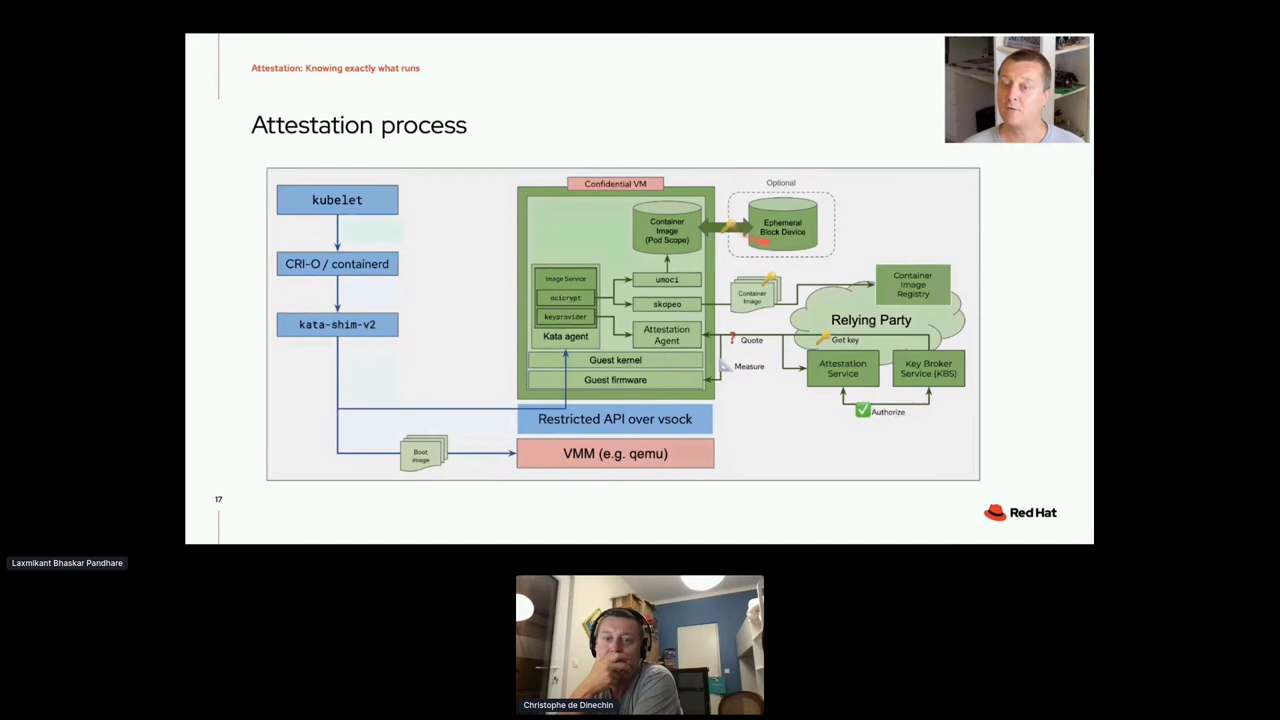 Attestation: Knowing exactly what runs
Attestation process
kubelet
CRI-O / containerd
kata-shim-v2
Boot
image
Confidential VM
Container
Image
(Pod Scope)
Optional
Ephemeral
Block Device
Image Service
ocicrypt
keyprovider
Kata agent
umoci
skopeo
Attestation
Agent
Guest kernel
Guest firmware
Restricted API over vsock
VMM (e.g. qemu)
Container
Image
Container
Image
Registry
Relying Party
Quote
Get key
Measure
Attestation
Service
Key Broker
Service (KBS)
Authorize
17
Red Hat
Laxmikant Bhaskar Pandhare
Christophe de Dinechin